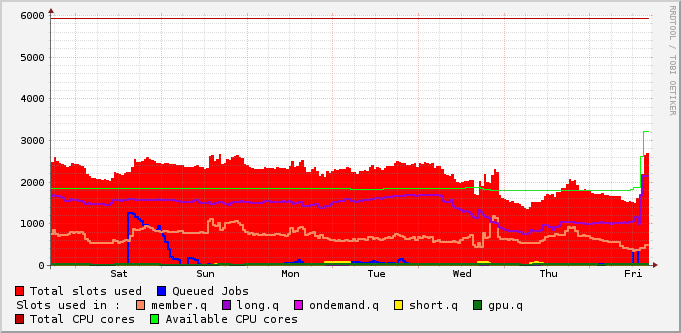 6000
5000
4000
3000
2000
1000
0
Sat Sun Mon Tue Wed Thu Fri
RRDTOOL / TOBI OETIKER
Total slots used Queued Jobs
Slots used in : member.q long.q ondemand.q short.q gpu.q
Total CPU cores Available CPU cores